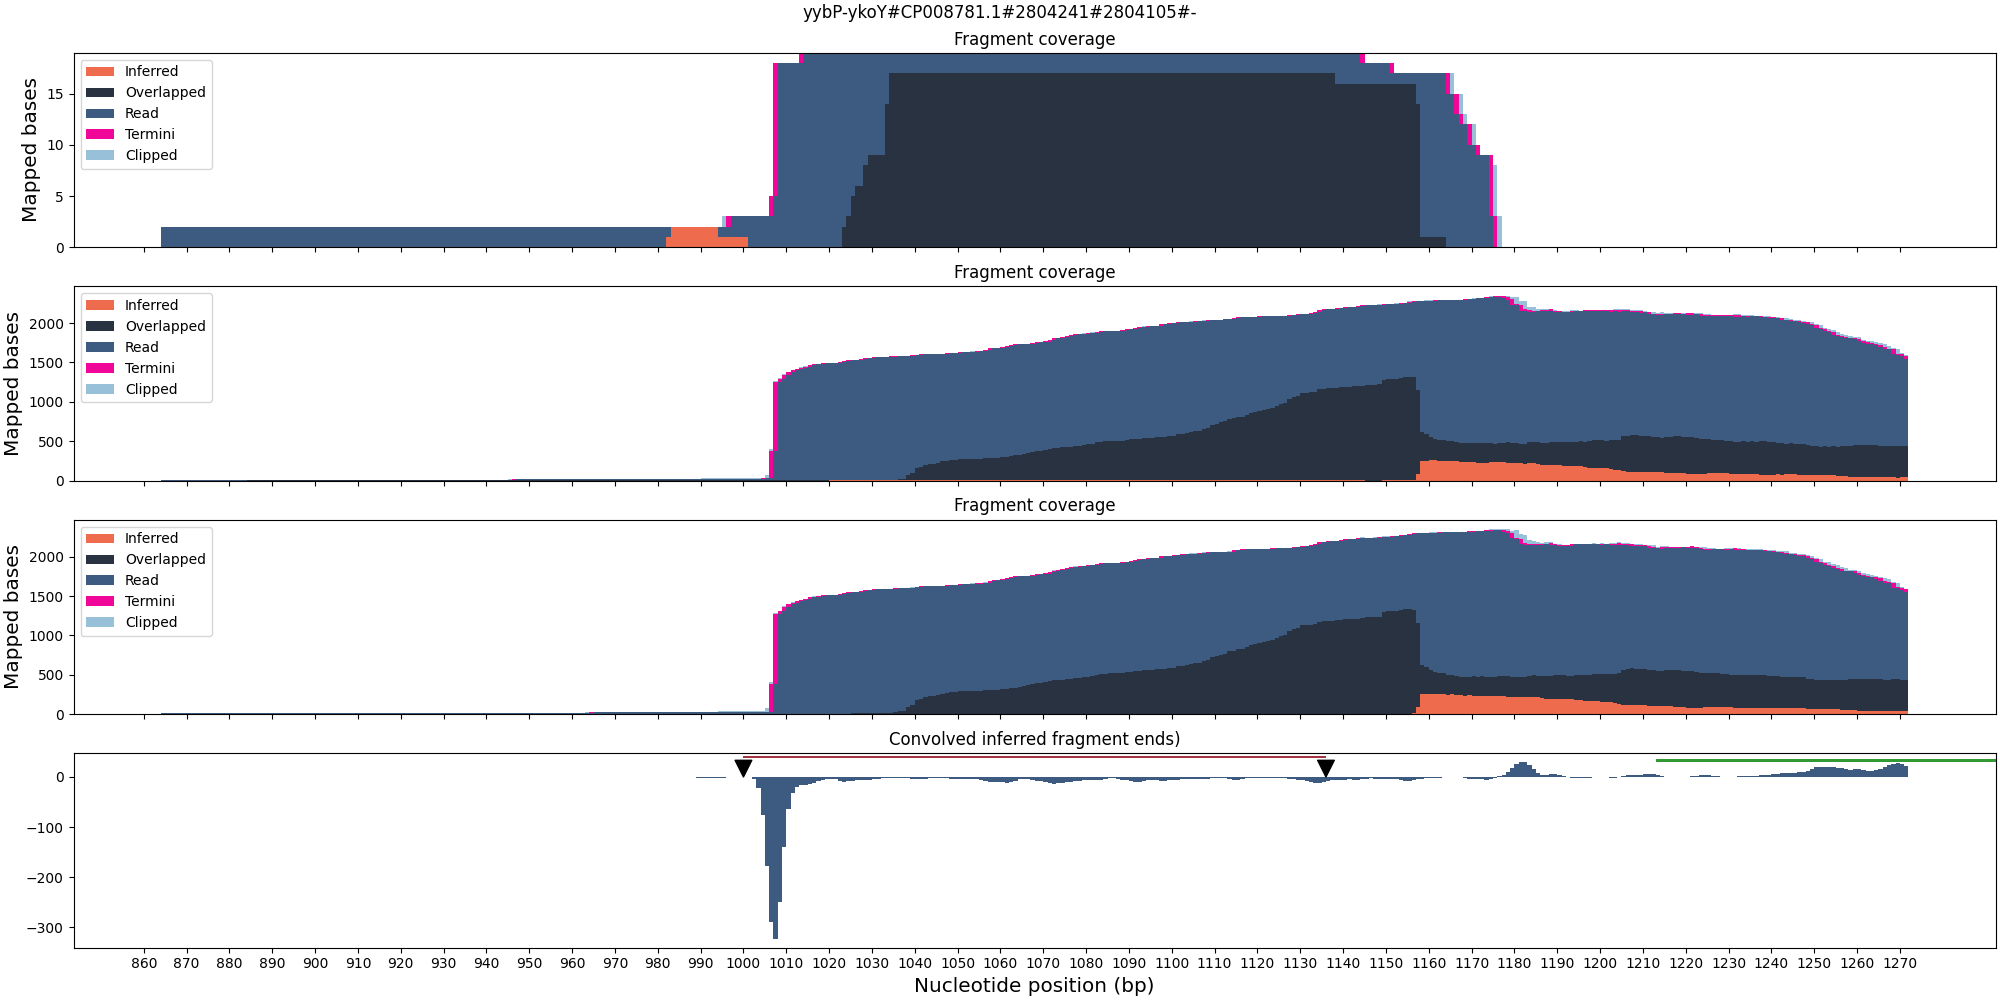 yybP-ykoY#CP008781.1#2804241#2804105#-
Fragment coverage
Mapped bases
15
10
5
0
Inferred
Overlapped
Read
Termini
Clipped
Fragment coverage
Mapped bases
2000
1500
1000
500
0
Inferred
Overlapped
Read
Termini
Clipped
Fragment coverage
Mapped bases
2000
1500
1000
500
0
Inferred
Overlapped
Read
Termini
Clipped
Convolved inferred fragment ends)
0
−100
−200
−300
860 870 880 890 900 910 920 930 940 950 960 970 980 990 1000 1010 1020 1030 1040 1050 1060 1070 1080 1090 1100 1110 1120 1130 1140 1150 1160 1170 1180 1190 1200 1210 1220 1230 1240 1250 1260 1270
Nucleotide position (bp)